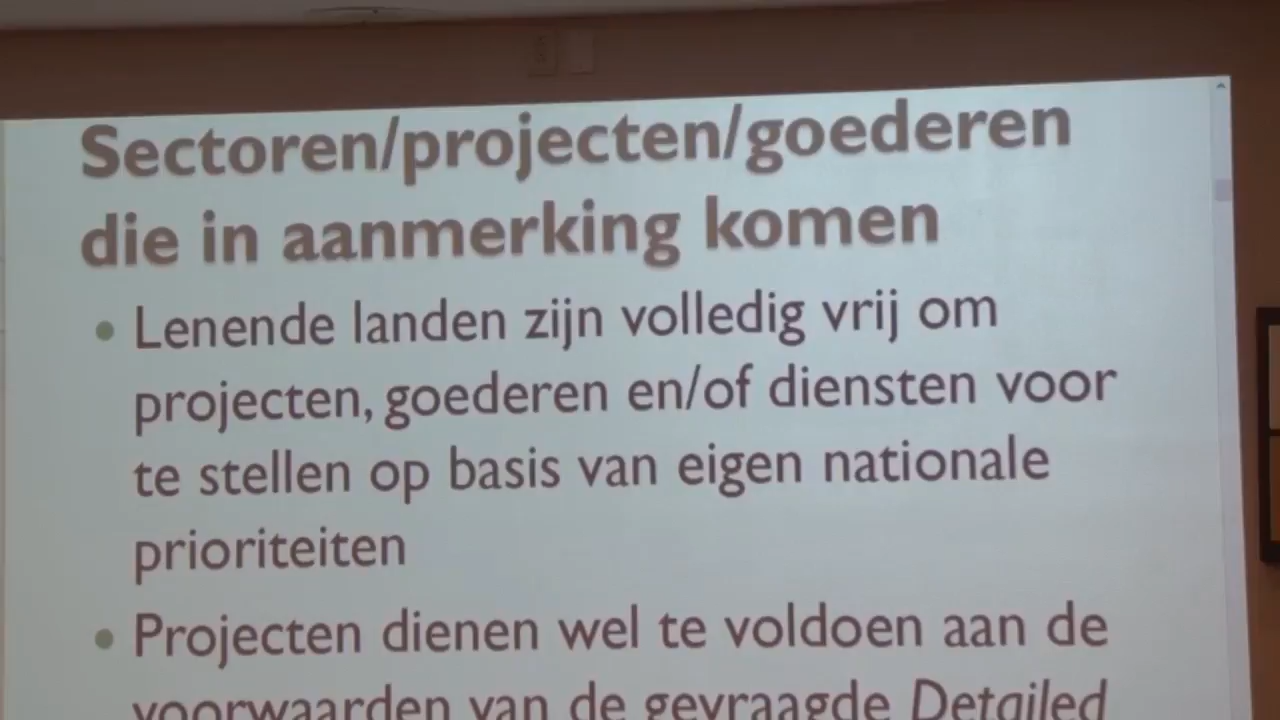 Sectoren/projecten/goederen
die in aanmerking komen
• Lenende landen zijn volledig vrij om
projecten, goederen en/of diensten voor
te stellen op basis van eigen nationale
prioriteiten
• Projecten dienen wel te voldoen aan de
voorwaarden van de gevraagde Detailed